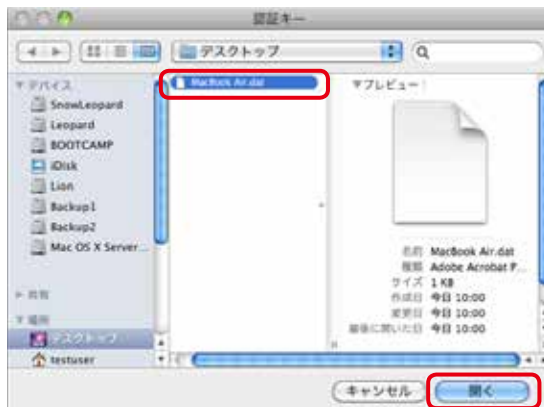 認証キー
デスクトップ
デバイス
SnowLeopard
Leopard
BOOTCAMP
iDisk
Lion
Backup1
Backup2
Mac OS X Server...
共有
場所
デスクトップ
testuser
MacBook Air.dat
プレビュー
名前 MacBook Air.dat
種類 Adobe Acrobat P...
サイズ 1 KB
作成日 今日 10:00
変更日 今日 10:00
最後に開いた日 今日 10:00
キャンセル
開く